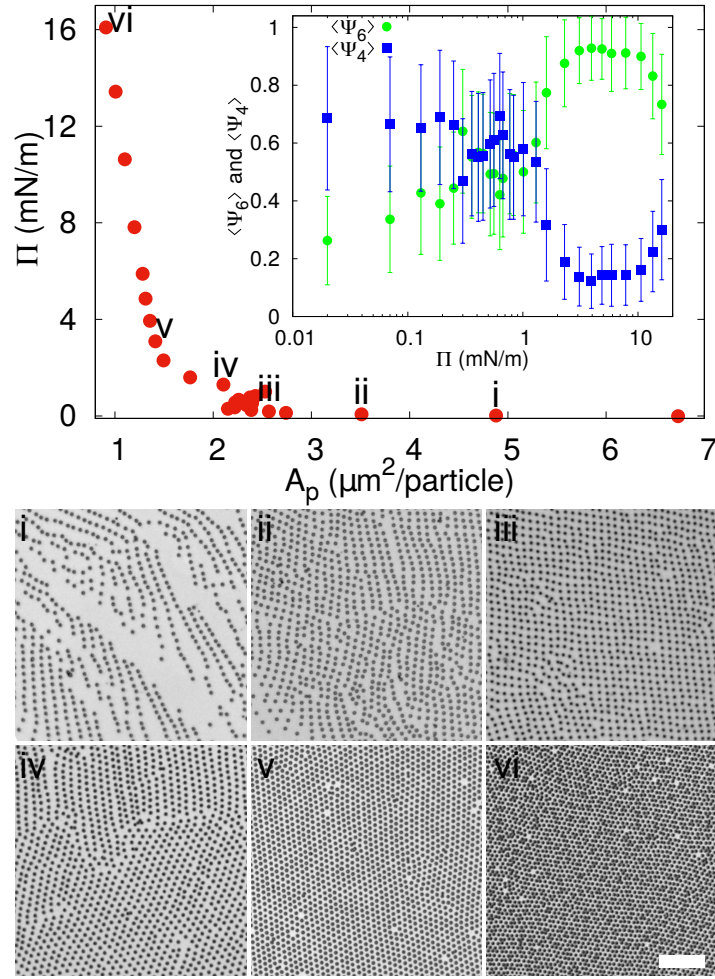 16
12
8
4
0
Π (mN/m)
1 2 3 4 5 6 7
A_p (μm²/particle)
vi
v
iv
iii
ii
i
⟨Ψ₆⟩
⟨Ψ₄⟩
1
0.8
0.6
0.4
0.2
0
⟨Ψ₆⟩ and ⟨Ψ₄⟩
0.01 0.1 1 10
Π (mN/m)
i ii iii
iv v vi